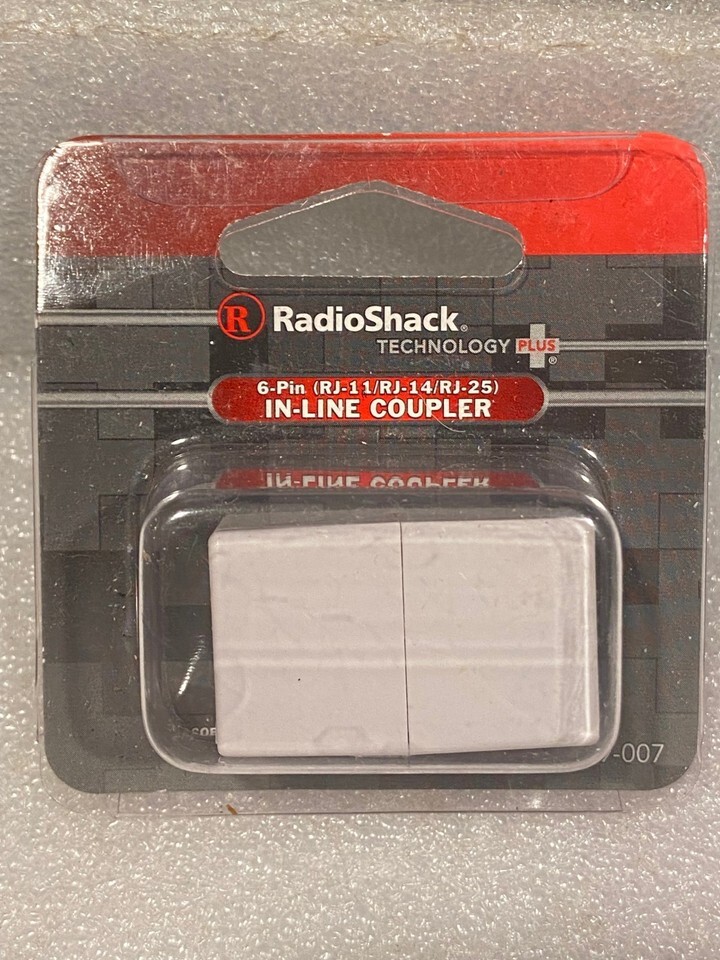 R RadioShack®
TECHNOLOGY PLUS®
6-Pin (RJ-11/RJ-14/RJ-25)
IN-LINE COUPLER
IN-LINE COUPLER
-007